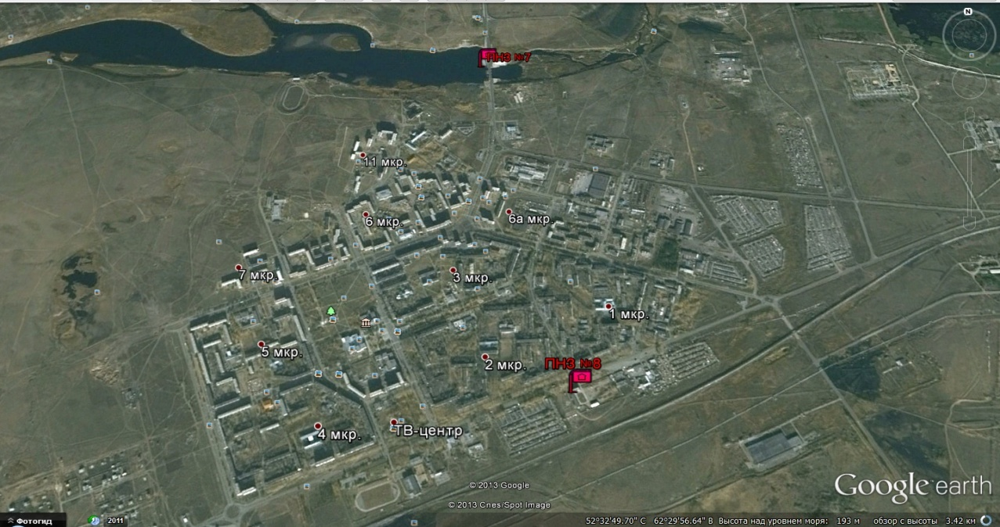 N
ПНЗ №7
11 мкр.
6 мкр.
6а мкр.
7 мкр.
3 мкр.
1 мкр.
5 мкр.
2 мкр.
ПНЗ №8
4 мкр.
ТВ-центр
© 2013 Google
© 2013 Cnes/Spot Image
Google earth
Фотогид
2011
52°32'49.70" С 62°29'56.64" В Высота над уровнем моря: 193 м обзор с высоты 3.42 км